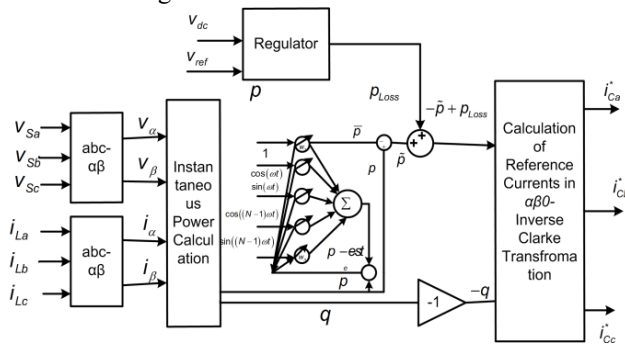 v_dc
v_ref
Regulator
p
p_Loss
-p̃ + p_Loss
v_Sa
v_Sb
v_Sc
abc-
αβ
v_α
v_β
i_La
i_Lb
i_Lc
abc-
αβ
i_α
i_β
Instan
taneo
us
Power
Calcul
ation
1
cos(ωt)
sin(ωt)
cos((N-1)ωt)
sin((N-1)ωt)
Σ
p̄
p
p̃
++
p-est
e
p
q
-1
-q
Calculation
of
Reference
Currents in
αβ0-
Inverse
Clarke
Transfroma
tion
i*_Ca
i*_Cc